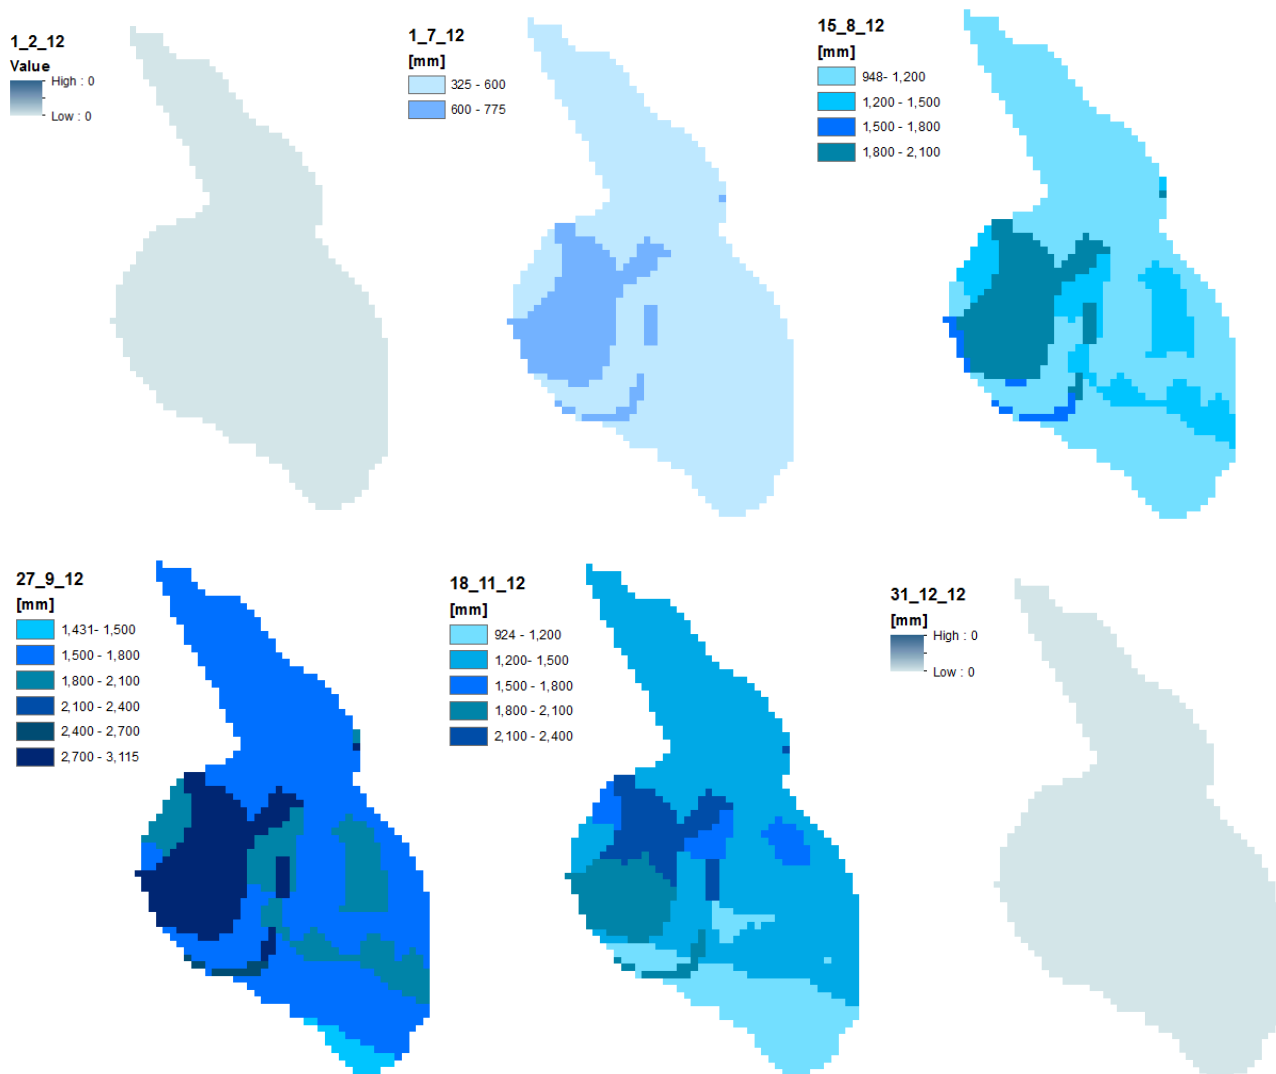 1_2_12
Value
High : 0
Low : 0
1_7_12
[mm]
325 - 600
600 - 775
15_8_12
[mm]
948- 1,200
1,200 - 1,500
1,500 - 1,800
1,800 - 2,100
27_9_12
[mm]
1,431- 1,500
1,500 - 1,800
1,800 - 2,100
2,100 - 2,400
2,400 - 2,700
2,700 - 3,115
18_11_12
[mm]
924 - 1,200
1,200- 1,500
1,500 - 1,800
1,800 - 2,100
2,100 - 2,400
31_12_12
[mm]
High : 0
Low : 0